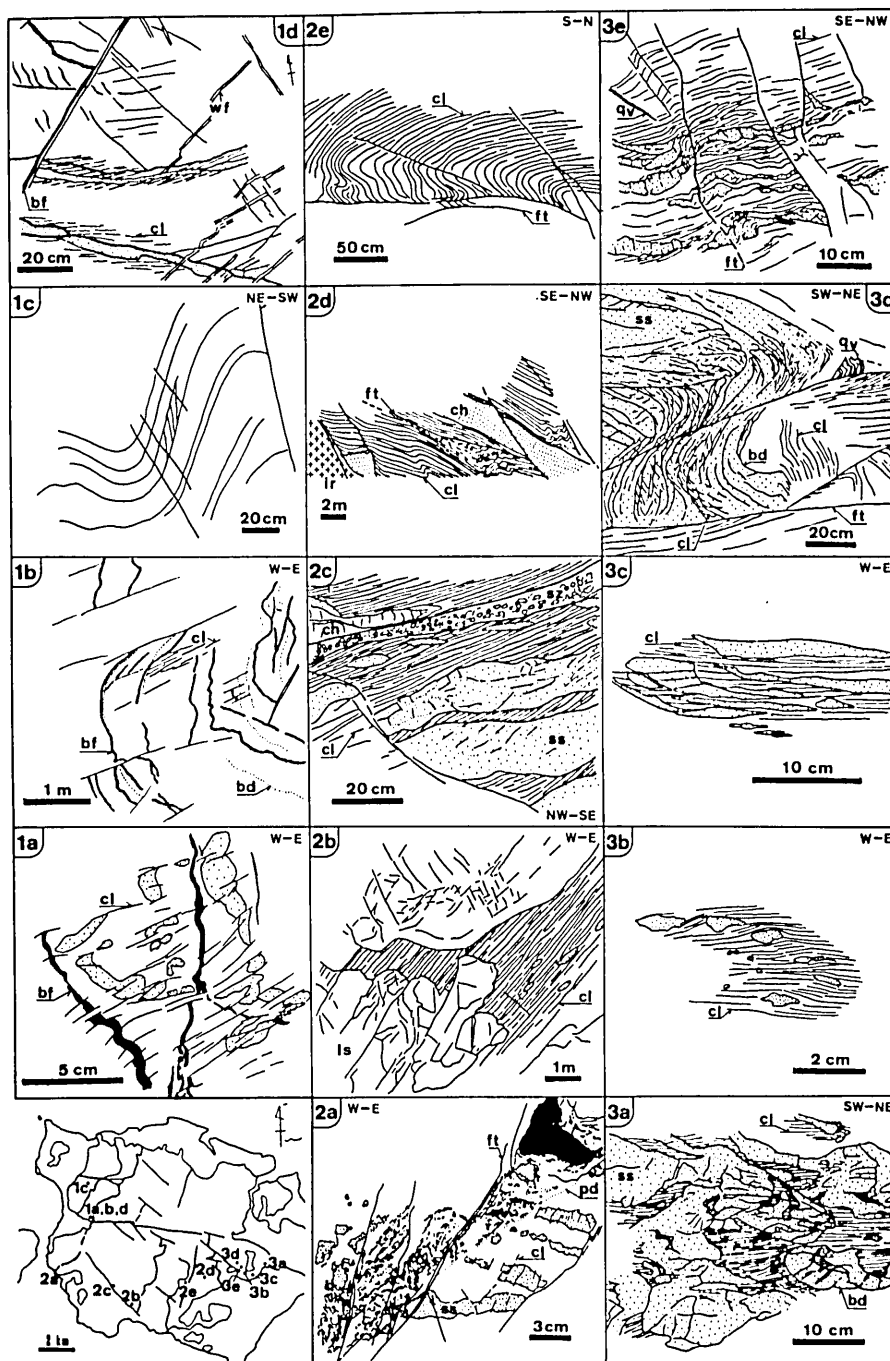 1d
wf
bf
cl
20 cm
2e
S-N
cl
ft
50 cm
3e
SE-NW
cl
qv
ft
10 cm
1c
NE-SW
20 cm
2d
SE-NW
ft
ch
lr
cl
2m
3d
SW-NE
ss
qv
cl
bd
cl
ft
20cm
1b
W-E
cl
bf
bd
1 m
2c
sz
ch
ss
cl
20 cm
NW-SE
3c
W-E
cl
10 cm
1a
W-E
cl
bf
5 cm
2b
W-E
cl
ls
1m
3b
W-E
cl
2 cm
1c
1a,b,d
2a
2c
2b
2e
2d
3d
3e
3a
3c
3b
2a
W-E
ft
pd
cl
ss
3cm
3a
SW-NE
cl
ss
bd
10 cm